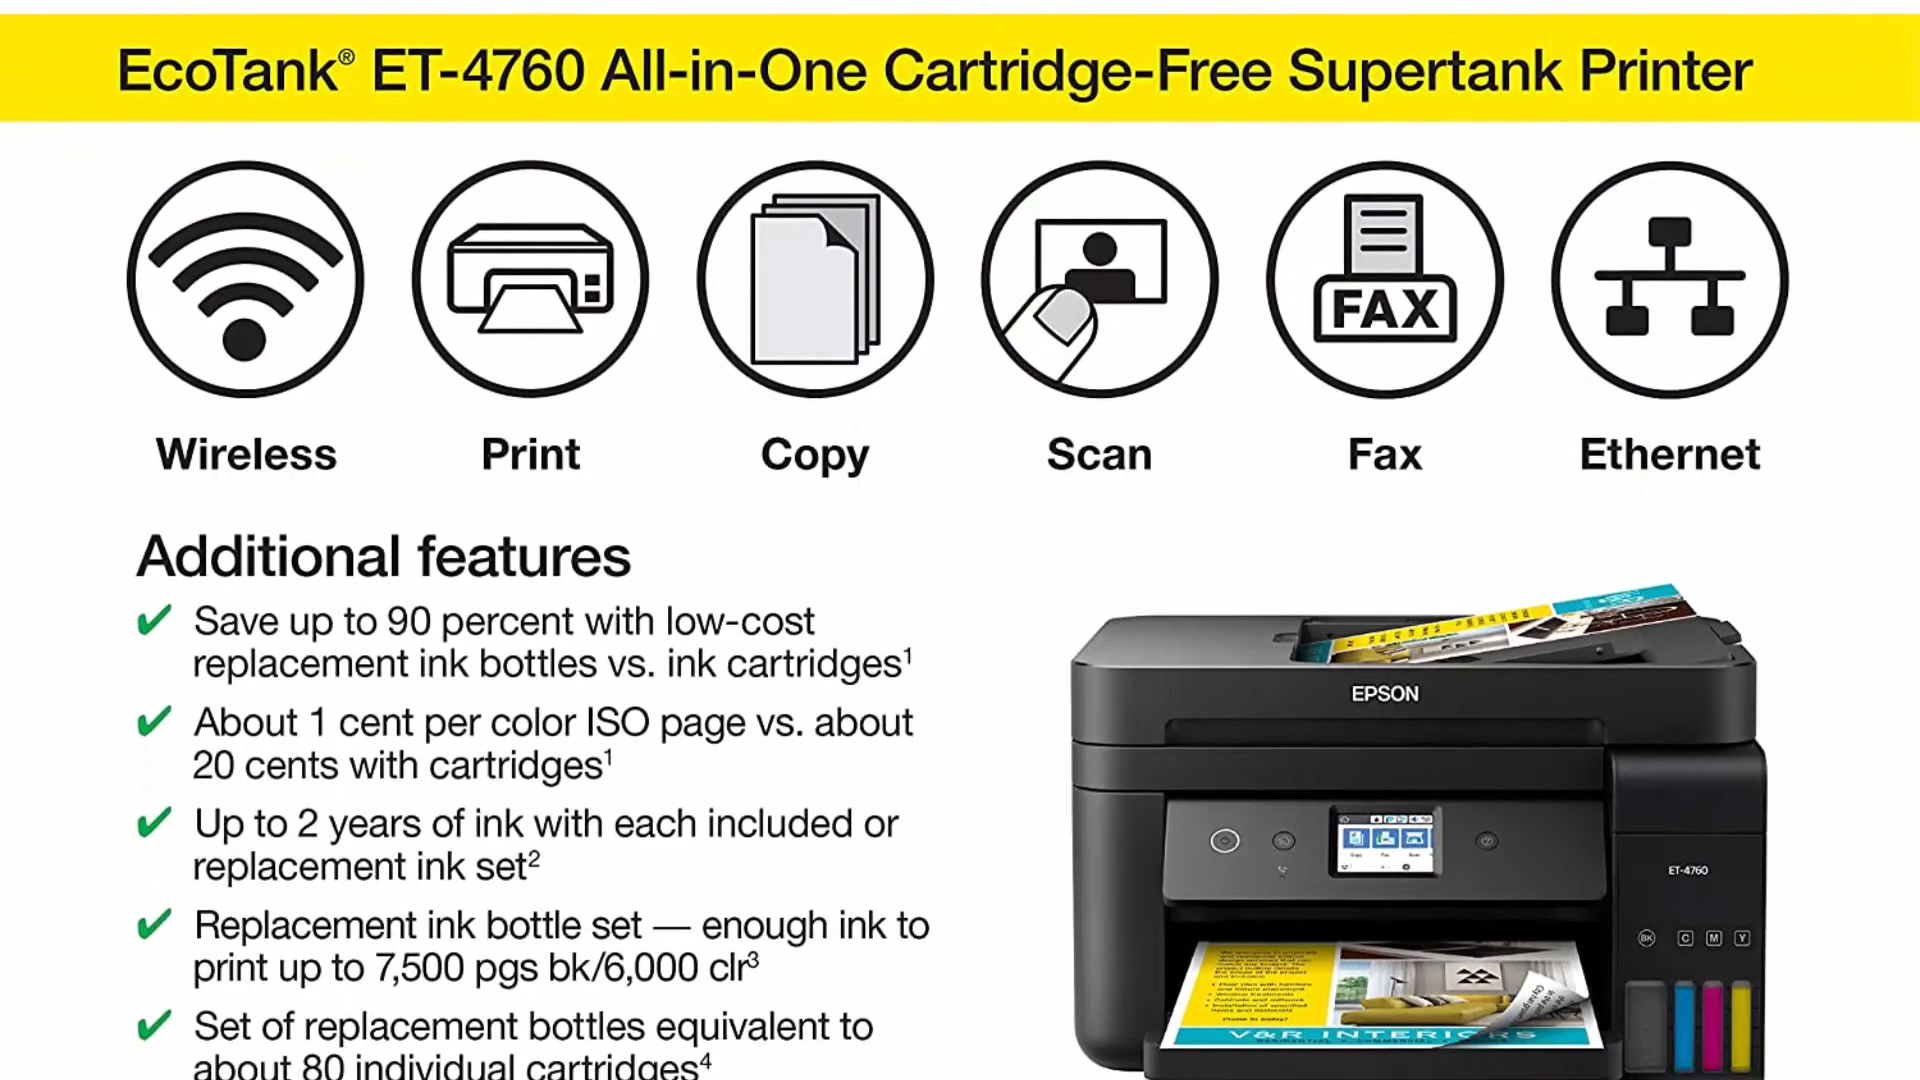 EcoTank® ET-4760 All-in-One Cartridge-Free Supertank Printer
FAX
Wireless
Print
Copy
Scan
Fax
Ethernet
Additional features
✔ Save up to 90 percent with low-cost
replacement ink bottles vs. ink cartridges¹
✔ About 1 cent per color ISO page vs. about
20 cents with cartridges¹
✔ Up to 2 years of ink with each included or
replacement ink set²
✔ Replacement ink bottle set — enough ink to
print up to 7,500 pgs bk/6,000 clr³
✔ Set of replacement bottles equivalent to
about 80 individual cartridges⁴
EPSON
ET-4760
BK C M Y
V&R INTERIORS